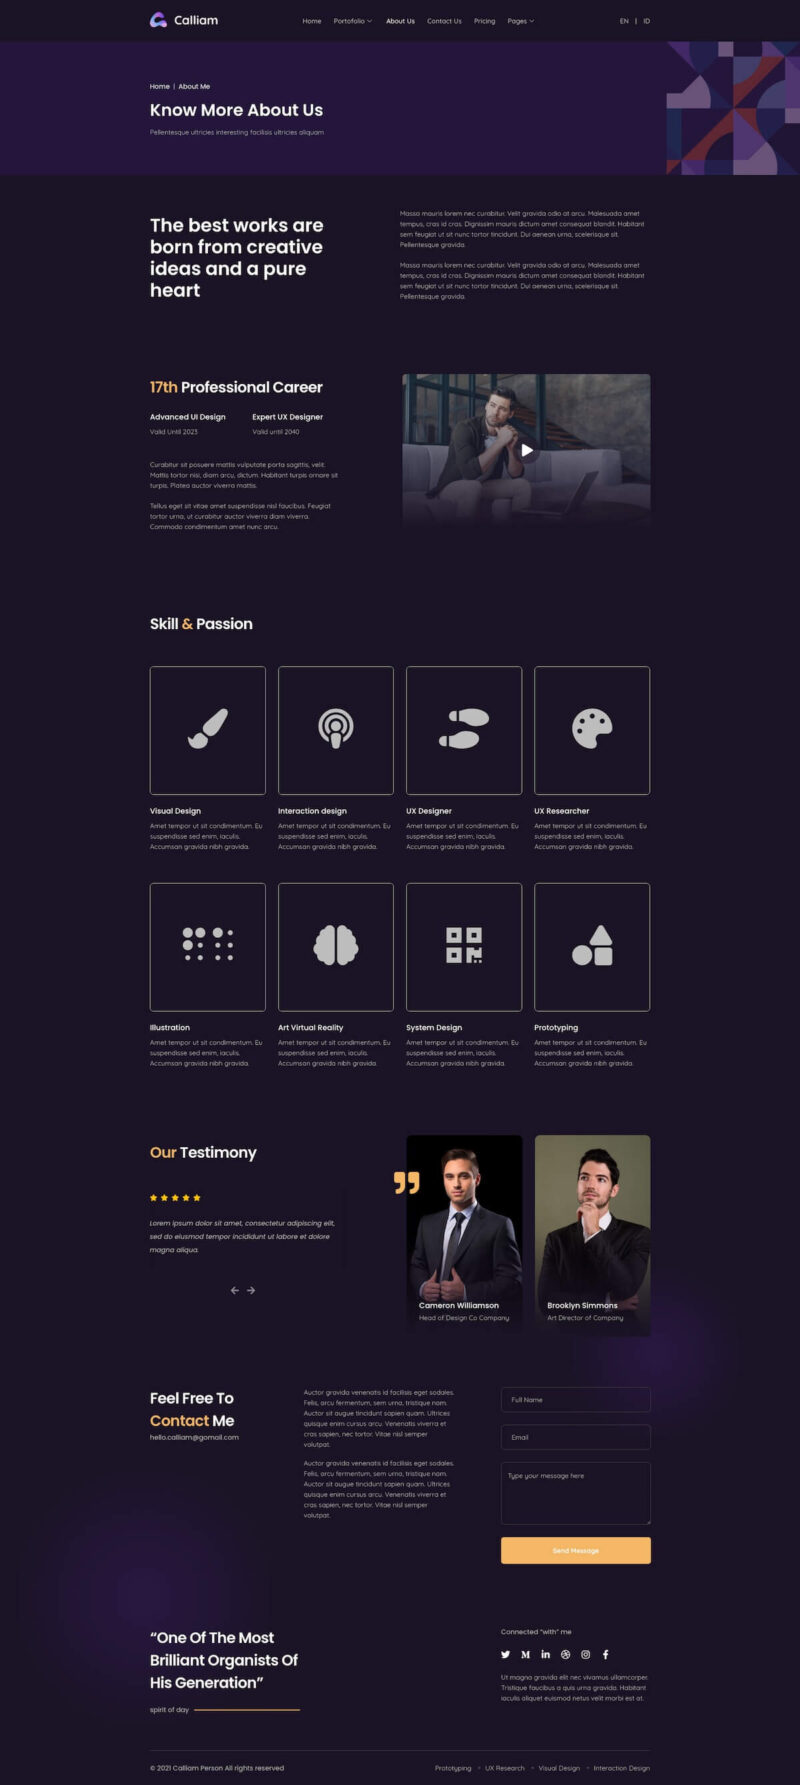 Calliam
Home Portofolio About Us Contact Us Pricing Pages EN | ID
Home | About Me
Know More About Us
Pellentesque ultricies interesting facilisis ultricies aliquam
The best works are
born from creative
ideas and a pure
heart
Massa mauris lorem nec curabitur. Velit gravida odio at arcu. Malesuada amet
tempus, cras id cras. Dignissim mauris dictum amet consequat blandit. Habitant
sem feugiat ut sit nunc tortor tincidunt. Dui aenean urna, scelerisque sit.
Pellentesque gravida.
Massa mauris lorem nec curabitur. Velit gravida odio at arcu. Malesuada amet
tempus, cras id cras. Dignissim mauris dictum amet consequat blandit. Habitant
sem feugiat ut sit nunc tortor tincidunt. Dui aenean urna, scelerisque sit.
Pellentesque gravida.
17th Professional Career
Advanced UI Design
Valid Until 2023
Expert UX Designer
Valid until 2040
Curabitur sit posuere mattis vulputate porta sagittis, velit.
Mattis tortor nisi, diam arcu, dictum. Habitant turpis ornare sit
turpis. Platea auctor viverra mattis.
Tellus eget sit vitae amet suspendisse nisl faucibus. Feugiat
tortor urna, ut curabitur auctor viverra diam viverra.
Commodo condimentum amet nunc arcu.
Skill & Passion
Visual Design
Amet tempor ut sit condimentum. Eu
suspendisse sed enim, iaculis.
Accumsan gravida nibh gravida.
Interaction design
Amet tempor ut sit condimentum. Eu
suspendisse sed enim, iaculis.
Accumsan gravida nibh gravida.
UX Designer
Amet tempor ut sit condimentum. Eu
suspendisse sed enim, iaculis.
Accumsan gravida nibh gravida.
UX Researcher
Amet tempor ut sit condimentum. Eu
suspendisse sed enim, iaculis.
Accumsan gravida nibh gravida.
Illustration
Amet tempor ut sit condimentum. Eu
suspendisse sed enim, iaculis.
Accumsan gravida nibh gravida.
Art Virtual Reality
Amet tempor ut sit condimentum. Eu
suspendisse sed enim, iaculis.
Accumsan gravida nibh gravida.
System Design
Amet tempor ut sit condimentum. Eu
suspendisse sed enim, iaculis.
Accumsan gravida nibh gravida.
Prototyping
Amet tempor ut sit condimentum. Eu
suspendisse sed enim, iaculis.
Accumsan gravida nibh gravida.
Our Testimony
Lorem ipsum dolor sit amet, consectetur adipiscing elit,
sed do eiusmod tempor incididunt ut labore et dolore
magna aliqua.
Cameron Williamson
Head of Design Co Company
Brooklyn Simmons
Art Director of Company
Feel Free To
Contact Me
hello.calliam@gomail.com
Auctor gravida venenatis id facilisis eget sodales.
Felis, arcu fermentum, sem urna, tristique nam.
Auctor sit augue tincidunt sapien quam. Ultrices
quisque enim cursus arcu. Venenatis viverra et
cras sapien, nec tortor. Vitae nisl semper
volutpat.
Auctor gravida venenatis id facilisis eget sodales.
Felis, arcu fermentum, sem urna, tristique nam.
Auctor sit augue tincidunt sapien quam. Ultrices
quisque enim cursus arcu. Venenatis viverra et
cras sapien, nec tortor. Vitae nisl semper
volutpat.
Full Name
Email
Type your message here
Send Message
“One Of The Most
Brilliant Organists Of
His Generation”
spirit of day
Connected “with” me
Ut magna gravida elit nec vivamus ullamcorper.
Tristique faucibus a quis urna gravida. Habitant
iaculis aliquet euismod netus velit morbi est at.
© 2021 Calliam Person All rights reserved
Prototyping • UX Research • Visual Design • Interaction Design